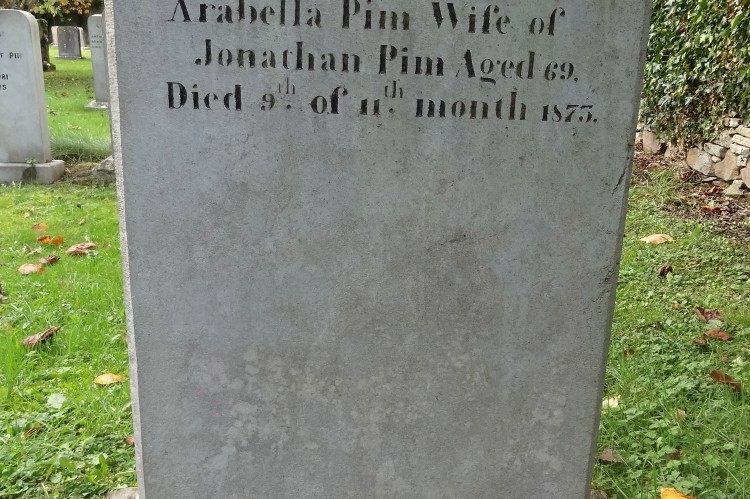 Arabella Pim Wife of
Jonathan Pim Aged 69.
Died 9th. of 11th. month 1873.